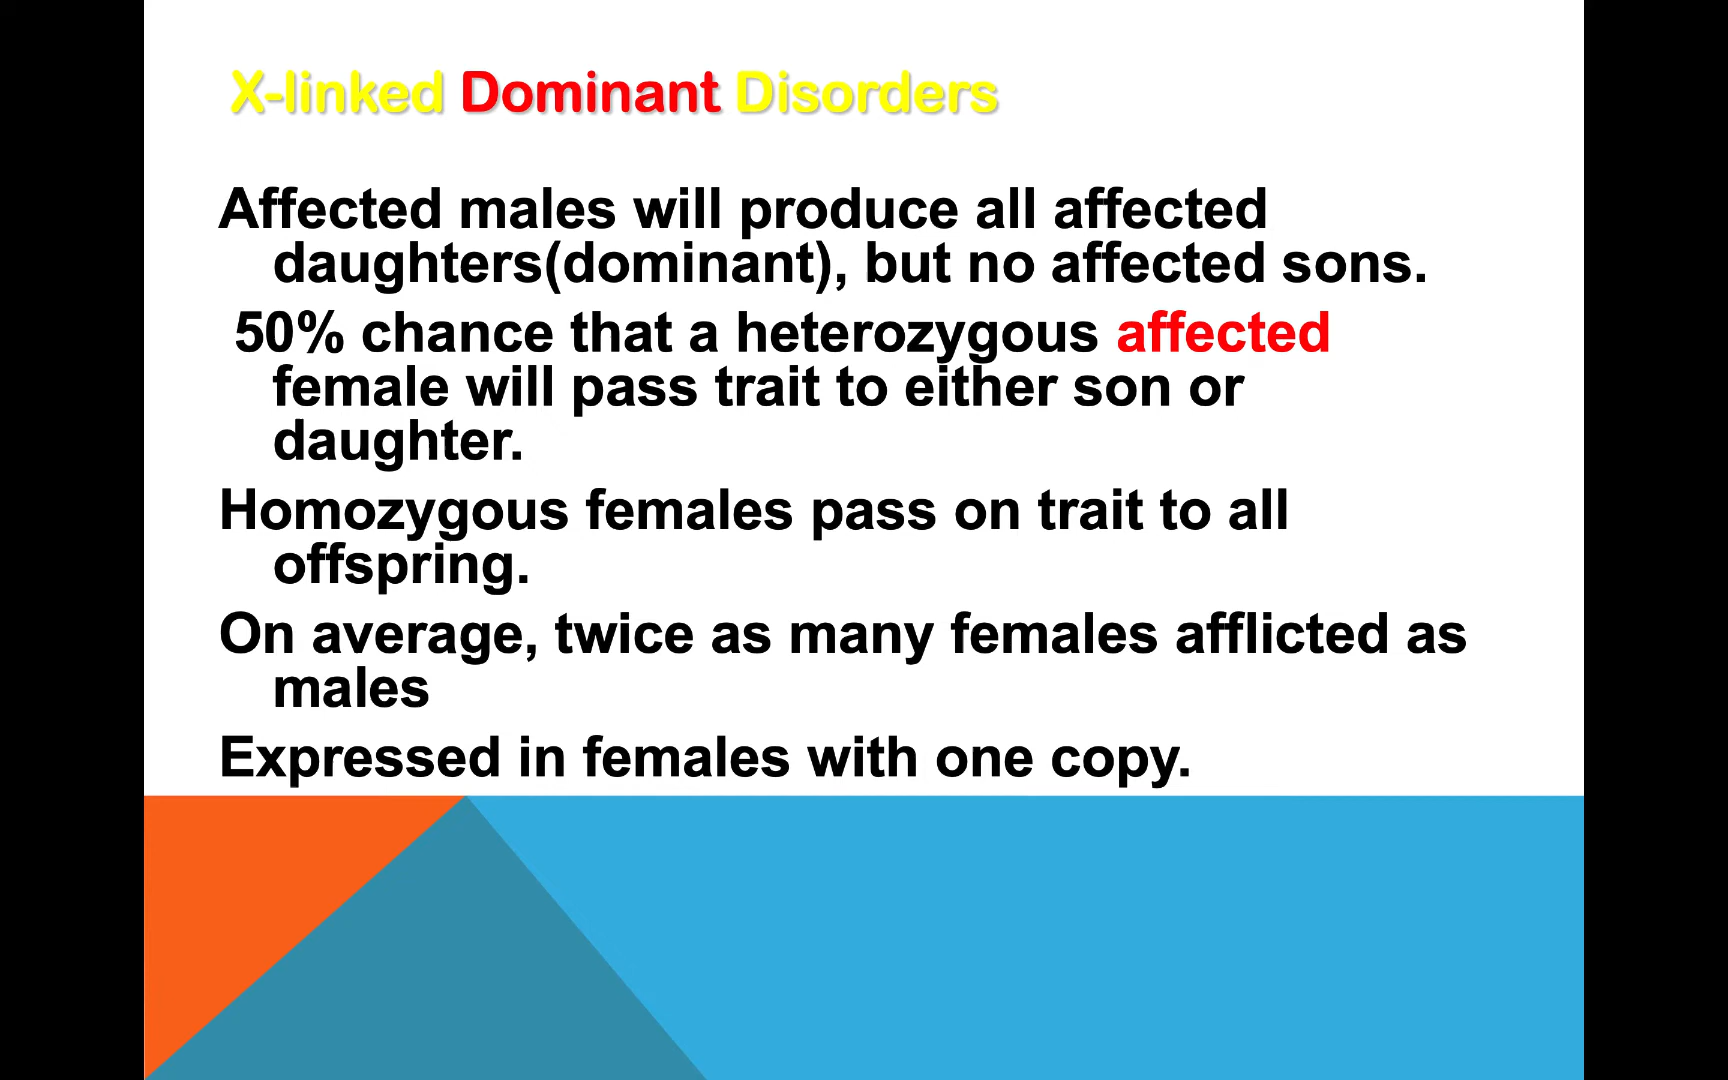 X-linked Dominant Disorders
Affected males will produce all affected
daughters(dominant), but no affected sons.
50% chance that a heterozygous affected
female will pass trait to either son or
daughter.
Homozygous females pass on trait to all
offspring.
On average, twice as many females afflicted as
males
Expressed in females with one copy.